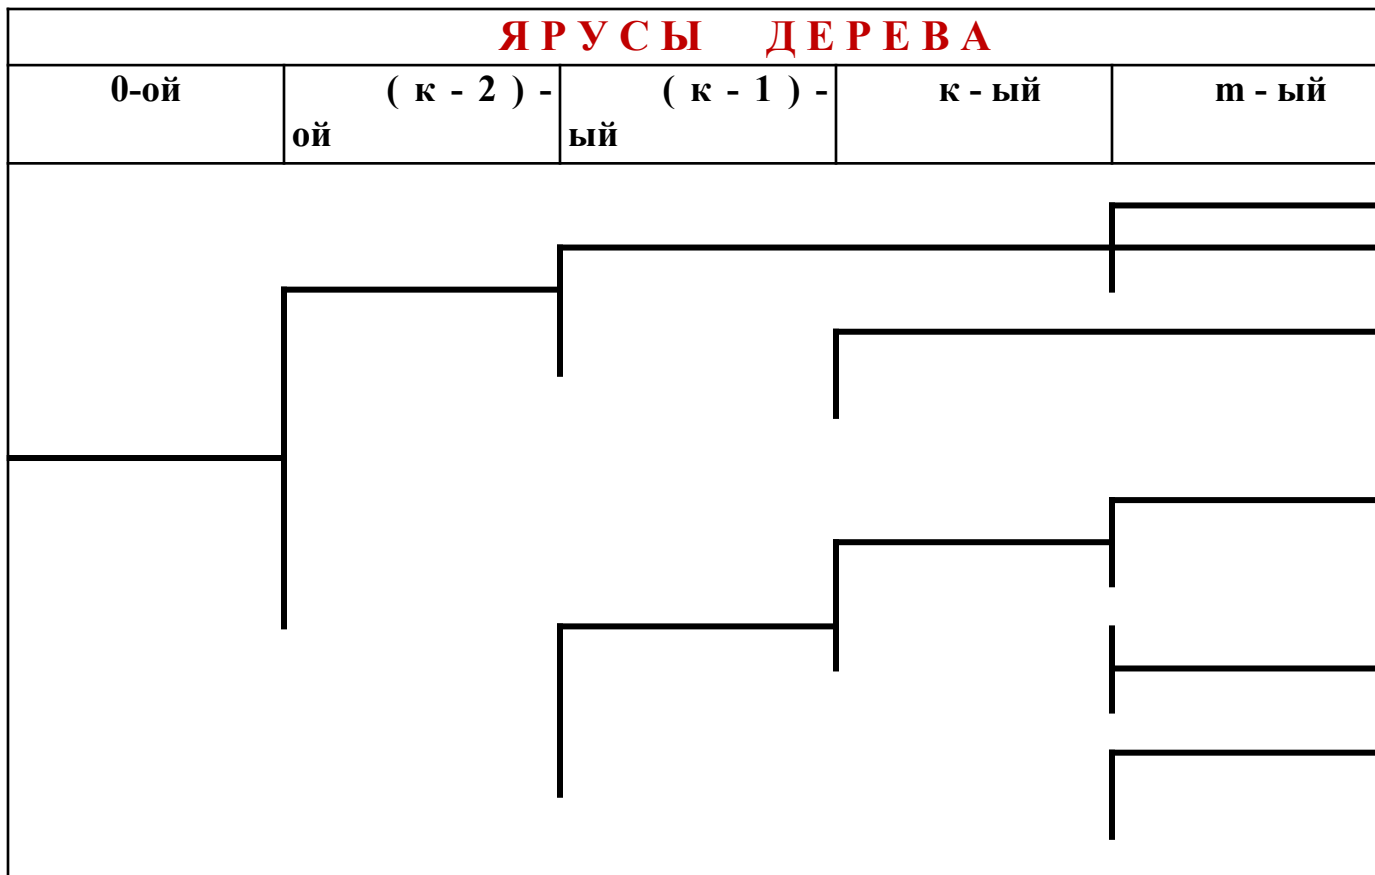 Я Р У С Ы Д Е Р Е В А
0-ой ( к - 2 ) - ( к - 1 ) - к - ый m - ый
ой ый